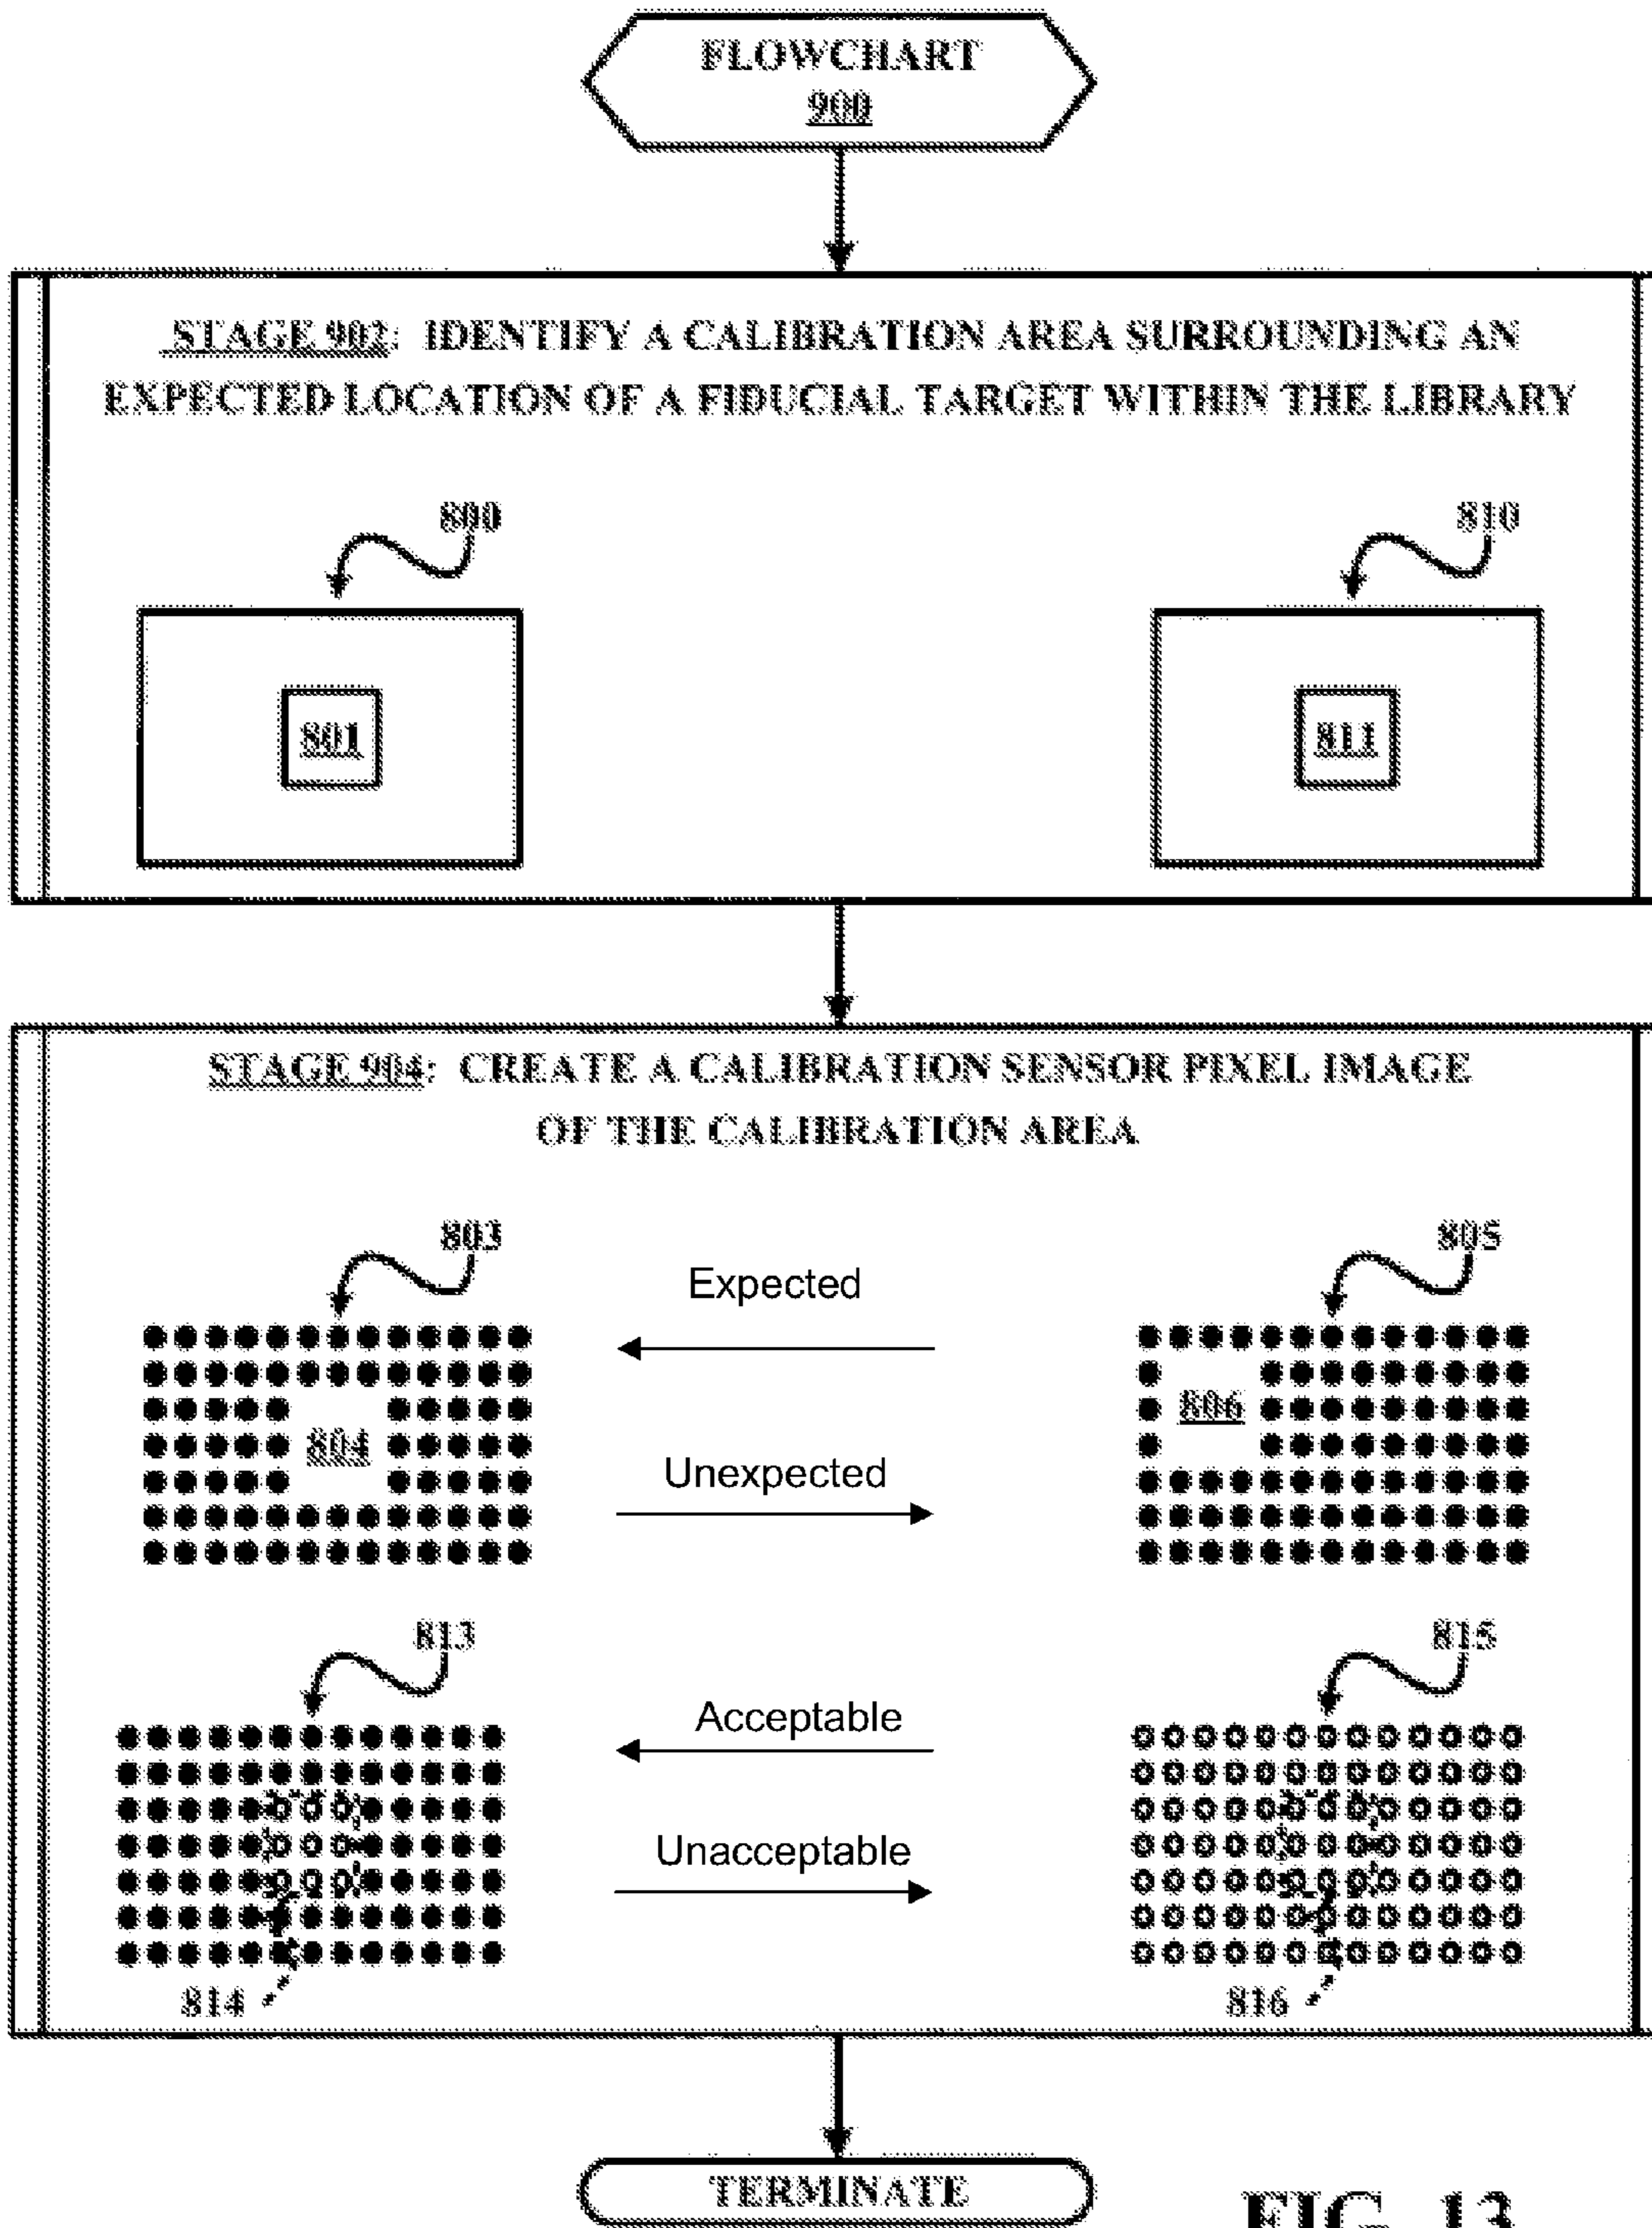 FLOWCHART
900
STAGE 902: IDENTIFY A CALIBRATION AREA SURROUNDING AN
EXPECTED LOCATION OF A FIDUCIAL TARGET WITHIN THE LIBRARY
800
810
801
811
STAGE 904: CREATE A CALIBRATION SENSOR PIXEL IMAGE
OF THE CALIBRATION AREA
803
805
Expected
804
806
Unexpected
813
815
Acceptable
Unacceptable
814
816
TERMINATE
FIG. 13